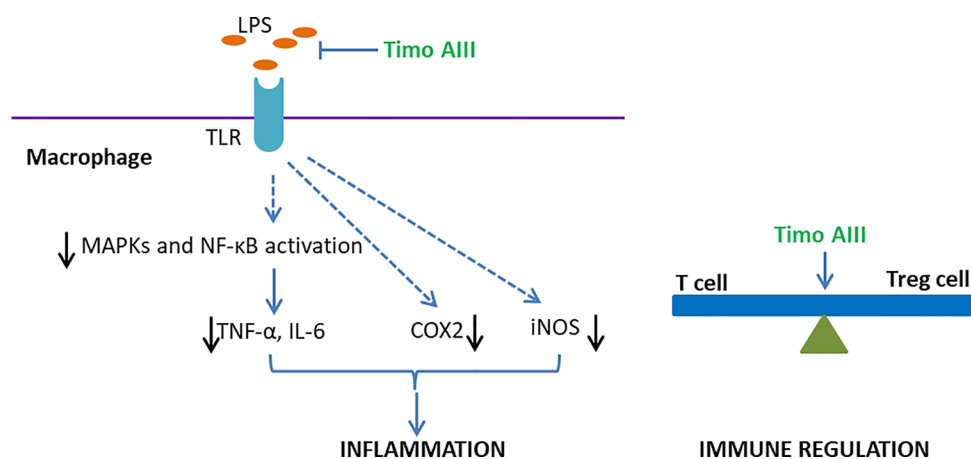 LPS
Timo AIII
TLR
Macrophage
MAPKs and NF-κB activation
TNF-α, IL-6
COX2
iNOS
INFLAMMATION
Timo AIII
T cell
Treg cell
IMMUNE REGULATION